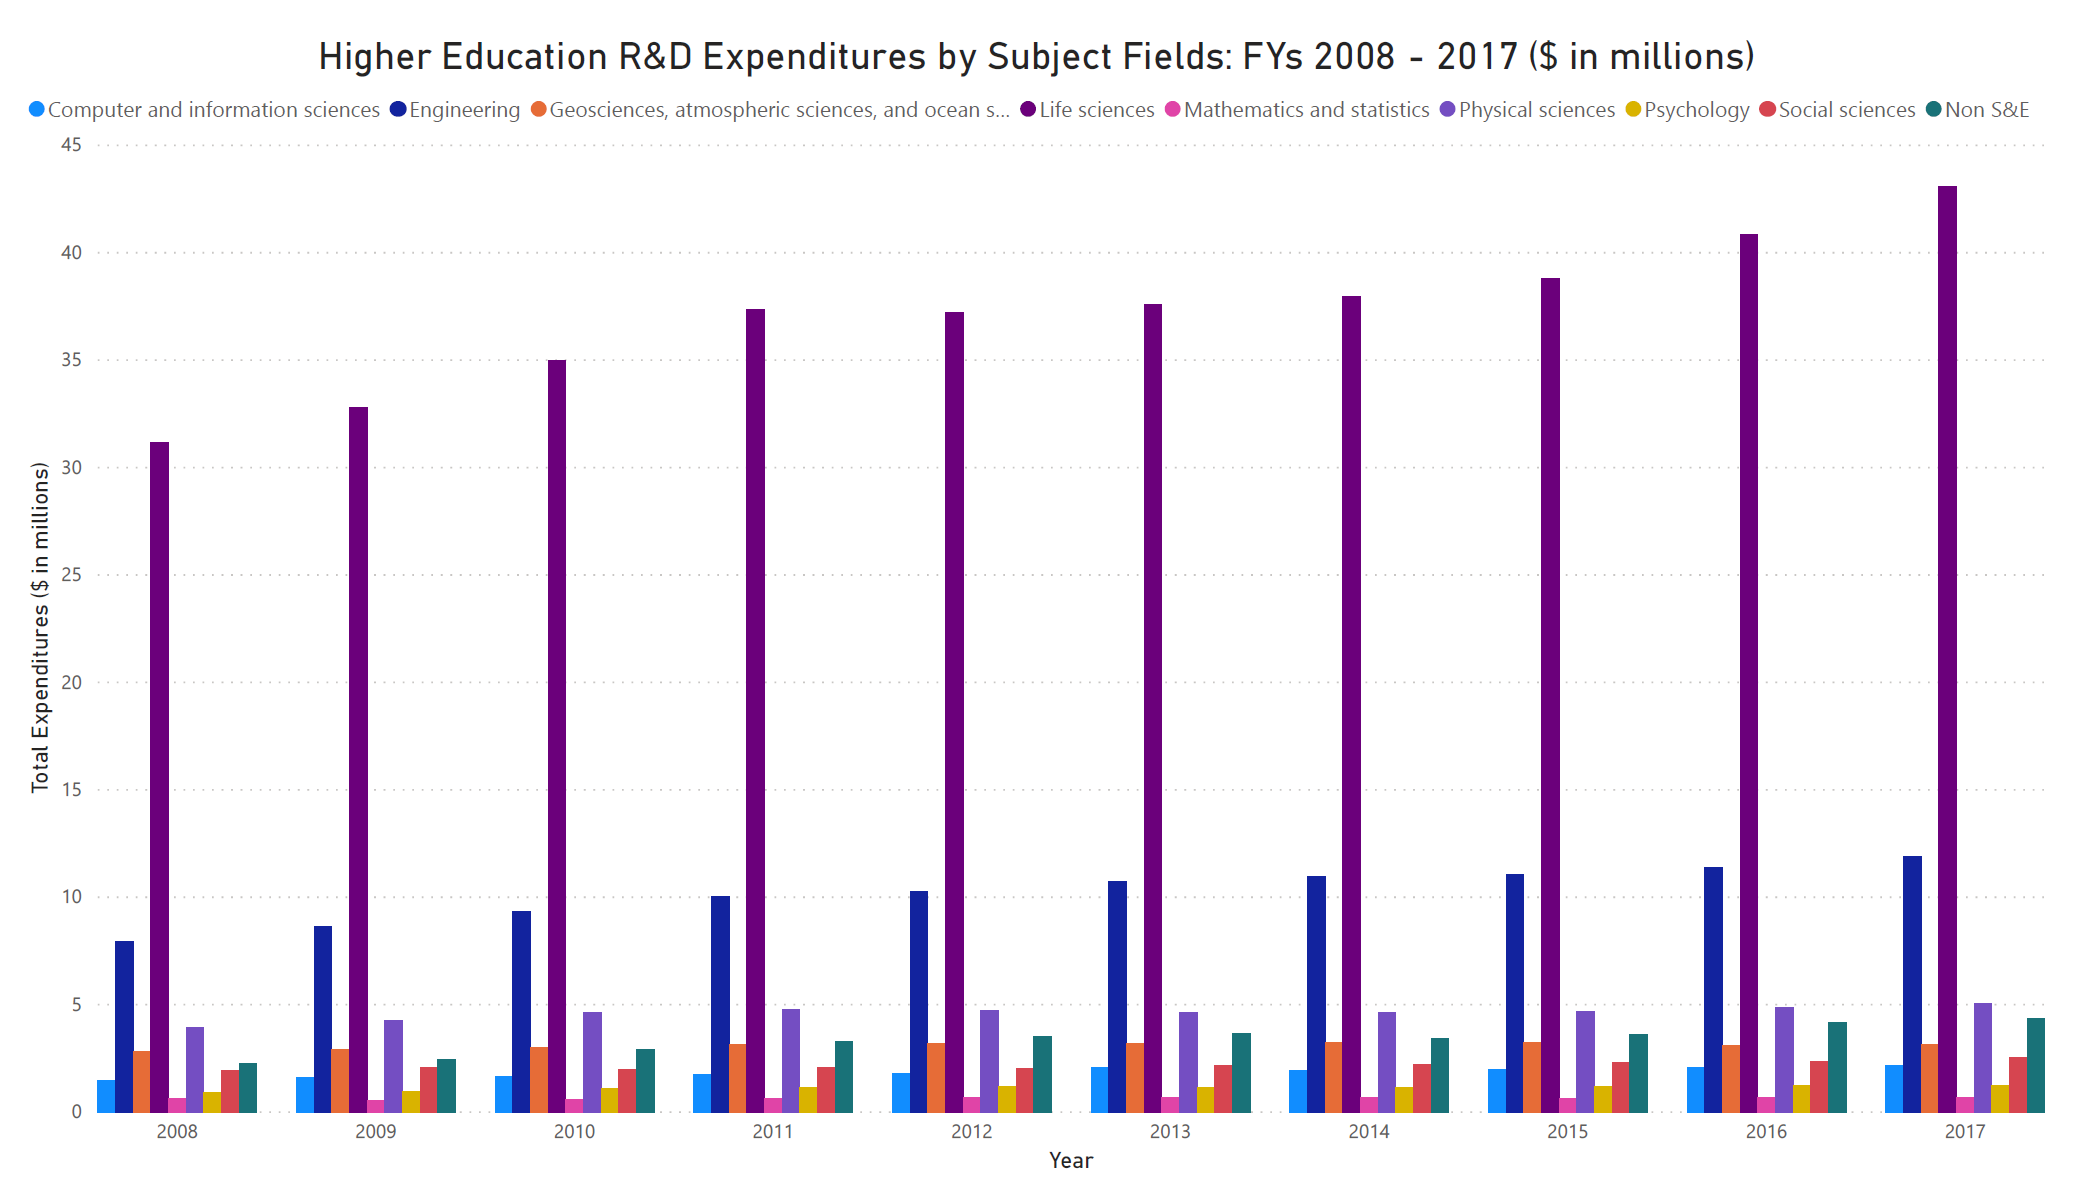 Higher Education R&D Expenditures by Subject Fields: FYs 2008 - 2017 ($ in millions)
Computer and information sciences Engineering Geosciences, atmospheric sciences, and ocean s... Life sciences Mathematics and statistics Physical sciences Psychology Social sciences Non S&E
45
40
35
30
25
20
15
10
5
0
Total Expenditures ($ in millions)
2008 2009 2010 2011 2012 2013 2014 2015 2016 2017
Year